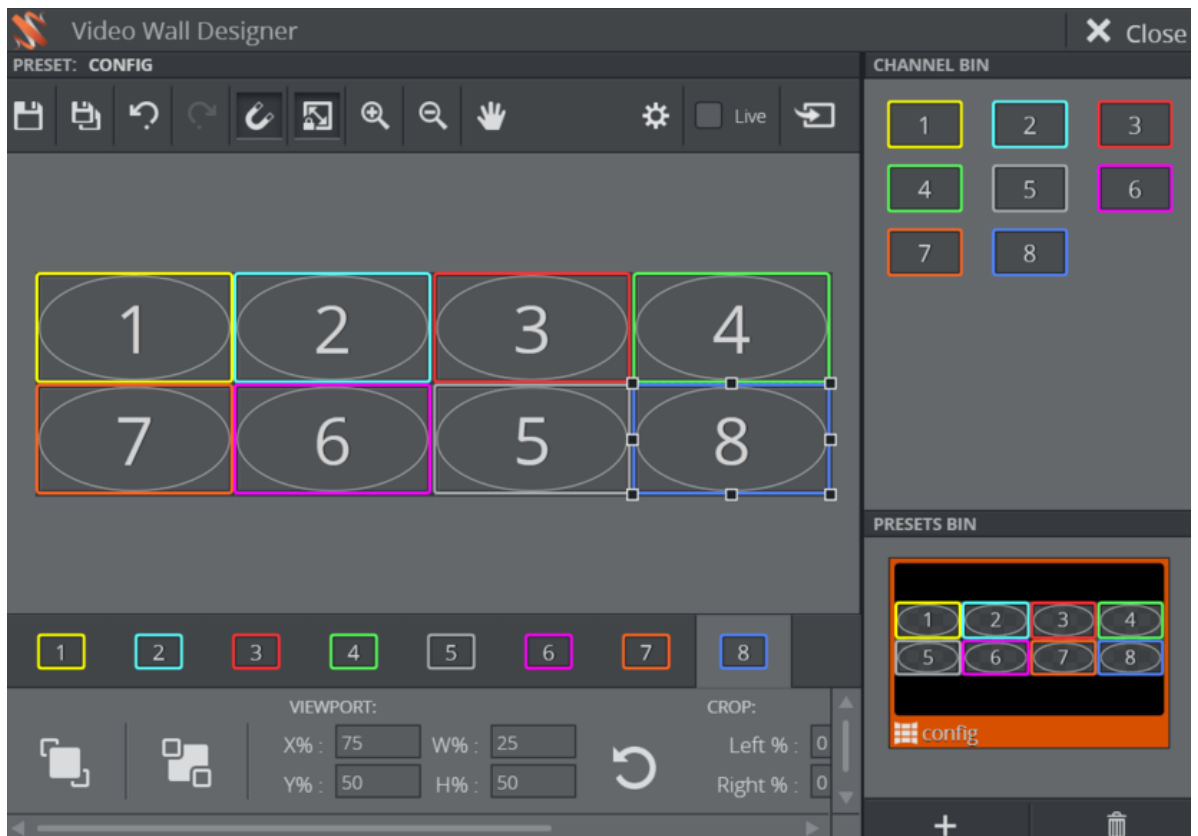 Video Wall Designer
Close
PRESET: CONFIG
CHANNEL BIN
Live
1 2 3
4 5 6
7 8
1 2 3 4
7 6 5 8
PRESETS BIN
1 2 3 4
5 6 7 8
config
1 2 3 4 5 6 7 8
VIEWPORT:
CROP:
X% : 75 W% : 25 Left % : 0
Y% : 50 H% : 50 Right % : 0